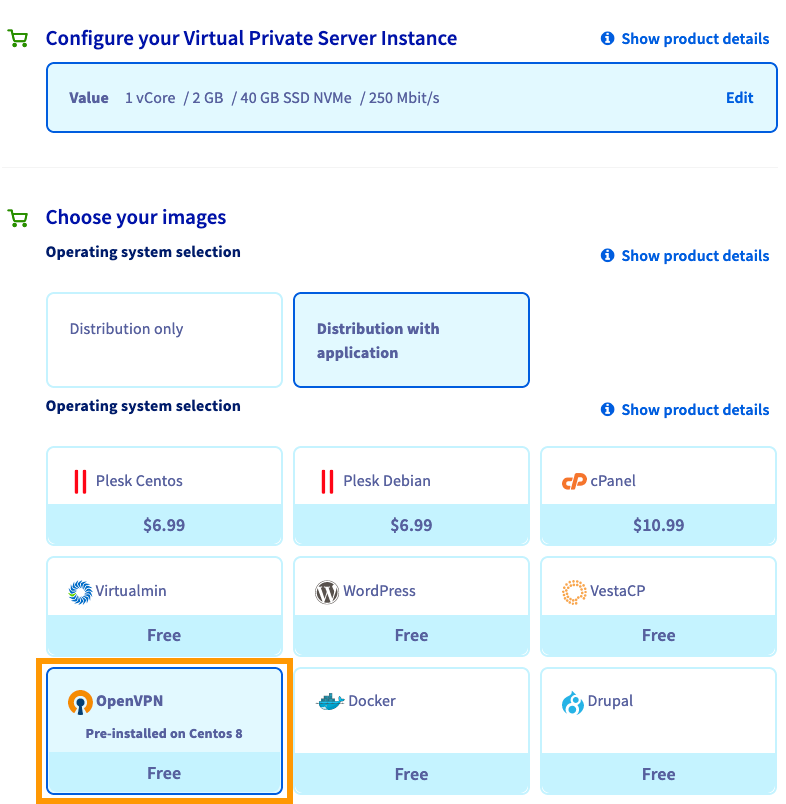 Configure your Virtual Private Server Instance
Show product details
Value 1 vCore / 2 GB / 40 GB SSD NVMe / 250 Mbit/s Edit
Choose your images
Operating system selection
Show product details
Distribution only
Distribution with
application
Operating system selection
Show product details
Plesk Centos
$6.99
Plesk Debian
$6.99
cPanel
$10.99
Virtualmin
Free
WordPress
Free
VestaCP
Free
OpenVPN
Pre-installed on Centos 8
Free
Docker
Free
Drupal
Free